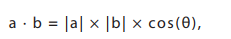 a · b = |a| × |b| × cos(θ),